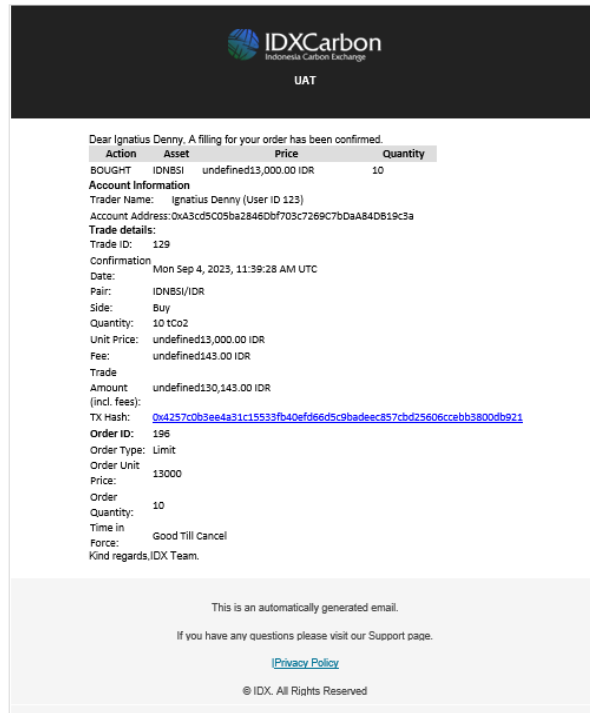 IDXCarbon
Indonesia Carbon Exchange
UAT
Dear Ignatius Denny, A filling for your order has been confirmed.
Action Asset Price Quantity
BOUGHT IDNBSI undefined13,000.00 IDR 10
Account Information
Trader Name: Ignatius Denny (User ID 123)
Account Address:0xA3cd5C05ba2846Dbf703c7269C7bDaA84DB19c3a
Trade details:
Trade ID: 129
Confirmation
Date: Mon Sep 4, 2023, 11:39:28 AM UTC
Pair: IDNBSI/IDR
Side: Buy
Quantity: 10 tCo2
Unit Price: undefined13,000.00 IDR
Fee: undefined143.00 IDR
Trade
Amount undefined130,143.00 IDR
(incl. fees):
TX Hash: 0x4257c0b3ee4a31c15533fb40efd66d5c9badeec857cbd25606ccebb3800db921
Order ID: 196
Order Type: Limit
Order Unit
Price: 13000
Order
Quantity: 10
Time in
Force: Good Till Cancel
Kind regards,IDX Team.
This is an automatically generated email.
If you have any questions please visit our Support page.
|Privacy Policy
© IDX. All Rights Reserved